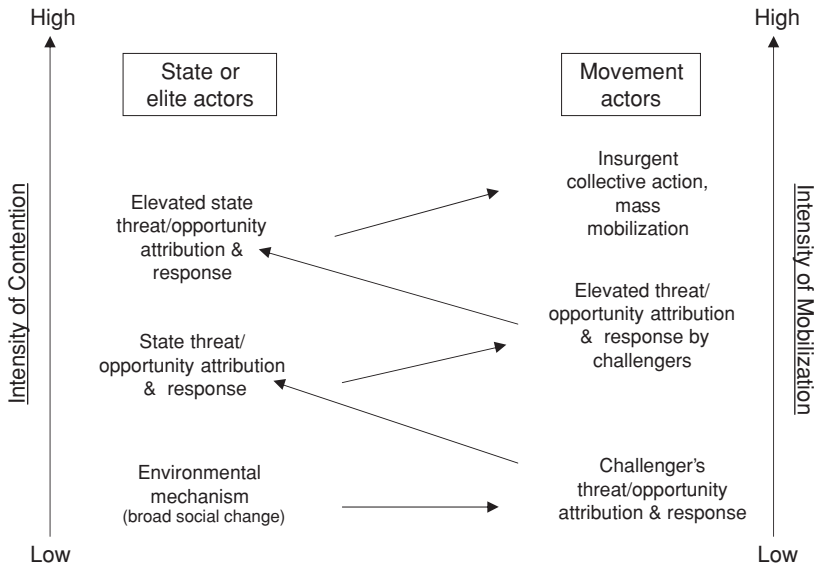 High
High
State or
elite actors
Movement
actors
Insurgent
collective action,
mass
mobilization
Elevated state
threat/opportunity
attribution &
response
Elevated threat/
opportunity attribution
& response by
challengers
State threat/
opportunity attribution
& response
Environmental
mechanism
(broad social change)
Challenger's
threat/opportunity
attribution & response
Intensity of Contention
Intensity of Mobilization
Low
Low